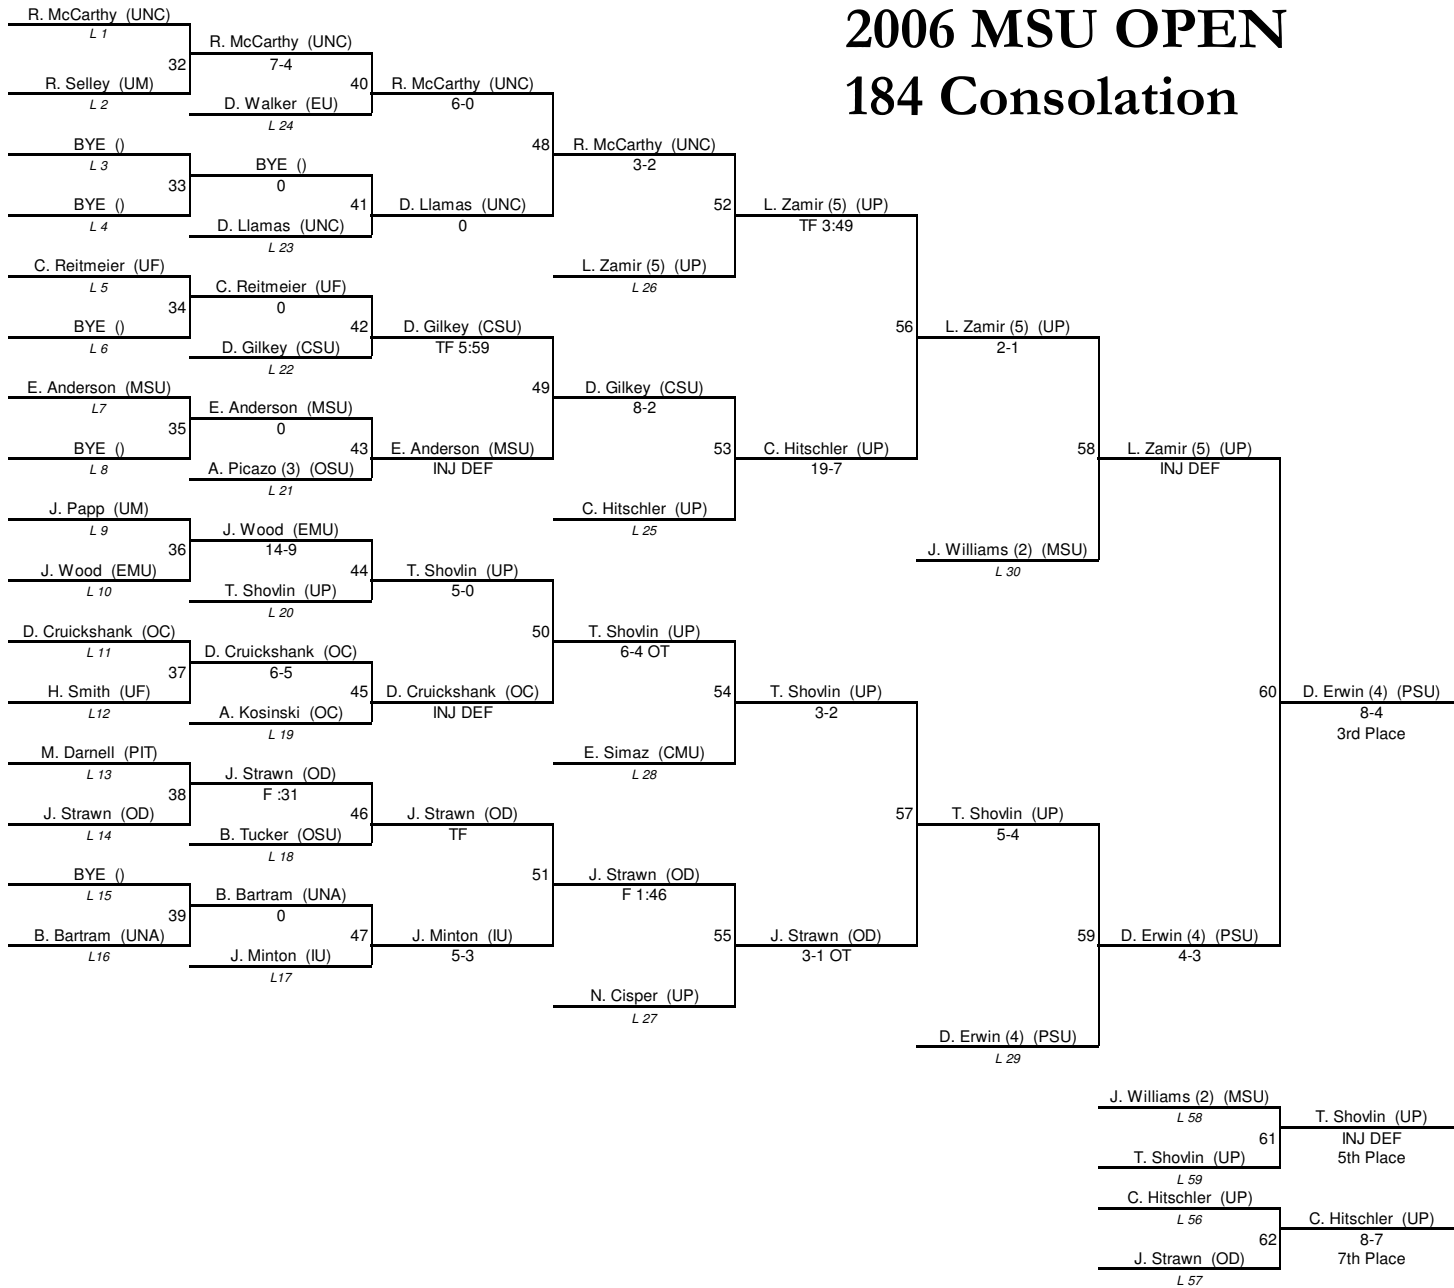 2006 MSU OPEN
184 Consolation
R. McCarthy (UNC)
L 1
R. McCarthy (UNC)
32
7-4
R. Selley (UM)
40
R. McCarthy (UNC)
L 2
D. Walker (EU)
6-0
L 24
BYE ()
48
R. McCarthy (UNC)
L 3
BYE ()
3-2
33
0
BYE ()
41
D. Llamas (UNC)
52
L. Zamir (5) (UP)
L 4
D. Llamas (UNC)
0
TF 3:49
L 23
C. Reitmeier (UF)
L. Zamir (5) (UP)
L 5
C. Reitmeier (UF)
L 26
34
0
BYE ()
42
D. Gilkey (CSU)
56
L. Zamir (5) (UP)
L 6
D. Gilkey (CSU)
TF 5:59
2-1
L 22
E. Anderson (MSU)
49
D. Gilkey (CSU)
L7
E. Anderson (MSU)
8-2
35
0
BYE ()
43
E. Anderson (MSU)
53
C. Hitschler (UP)
58
L. Zamir (5) (UP)
L 8
A. Picazo (3) (OSU)
INJ DEF
19-7
INJ DEF
L 21
J. Papp (UM)
C. Hitschler (UP)
L 9
J. Wood (EMU)
L 25
36
14-9
J. Williams (2) (MSU)
J. Wood (EMU)
44
T. Shovlin (UP)
L 30
L 10
T. Shovlin (UP)
5-0
L 20
D. Cruickshank (OC)
50
T. Shovlin (UP)
L 11
D. Cruickshank (OC)
6-4 OT
37
6-5
H. Smith (UF)
45
D. Cruickshank (OC)
54
T. Shovlin (UP)
60
D. Erwin (4) (PSU)
L12
A. Kosinski (OC)
INJ DEF
3-2
8-4
L 19
3rd Place
M. Darnell (PIT)
E. Simaz (CMU)
L 13
J. Strawn (OD)
L 28
38
F :31
J. Strawn (OD)
46
J. Strawn (OD)
57
T. Shovlin (UP)
L 14
B. Tucker (OSU)
TF
5-4
L 18
BYE ()
51
J. Strawn (OD)
L 15
B. Bartram (UNA)
F 1:46
39
0
B. Bartram (UNA)
47
J. Minton (IU)
55
J. Strawn (OD)
59
D. Erwin (4) (PSU)
L16
J. Minton (IU)
5-3
3-1 OT
4-3
L17
N. Cisper (UP)
L 27
D. Erwin (4) (PSU)
L 29
J. Williams (2) (MSU)
L 58
T. Shovlin (UP)
61
INJ DEF
T. Shovlin (UP)
5th Place
L 59
C. Hitschler (UP)
L 56
C. Hitschler (UP)
62
8-7
J. Strawn (OD)
7th Place
L 57